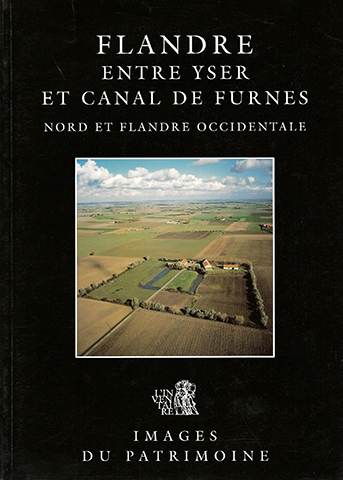 FLANDRE
ENTRE YSER
ET CANAL DE FURNES
NORD ET FLANDRE OCCIDENTALE
L'IN
VEN
TAI
RE
IMAGES
DU PATRIMOINE